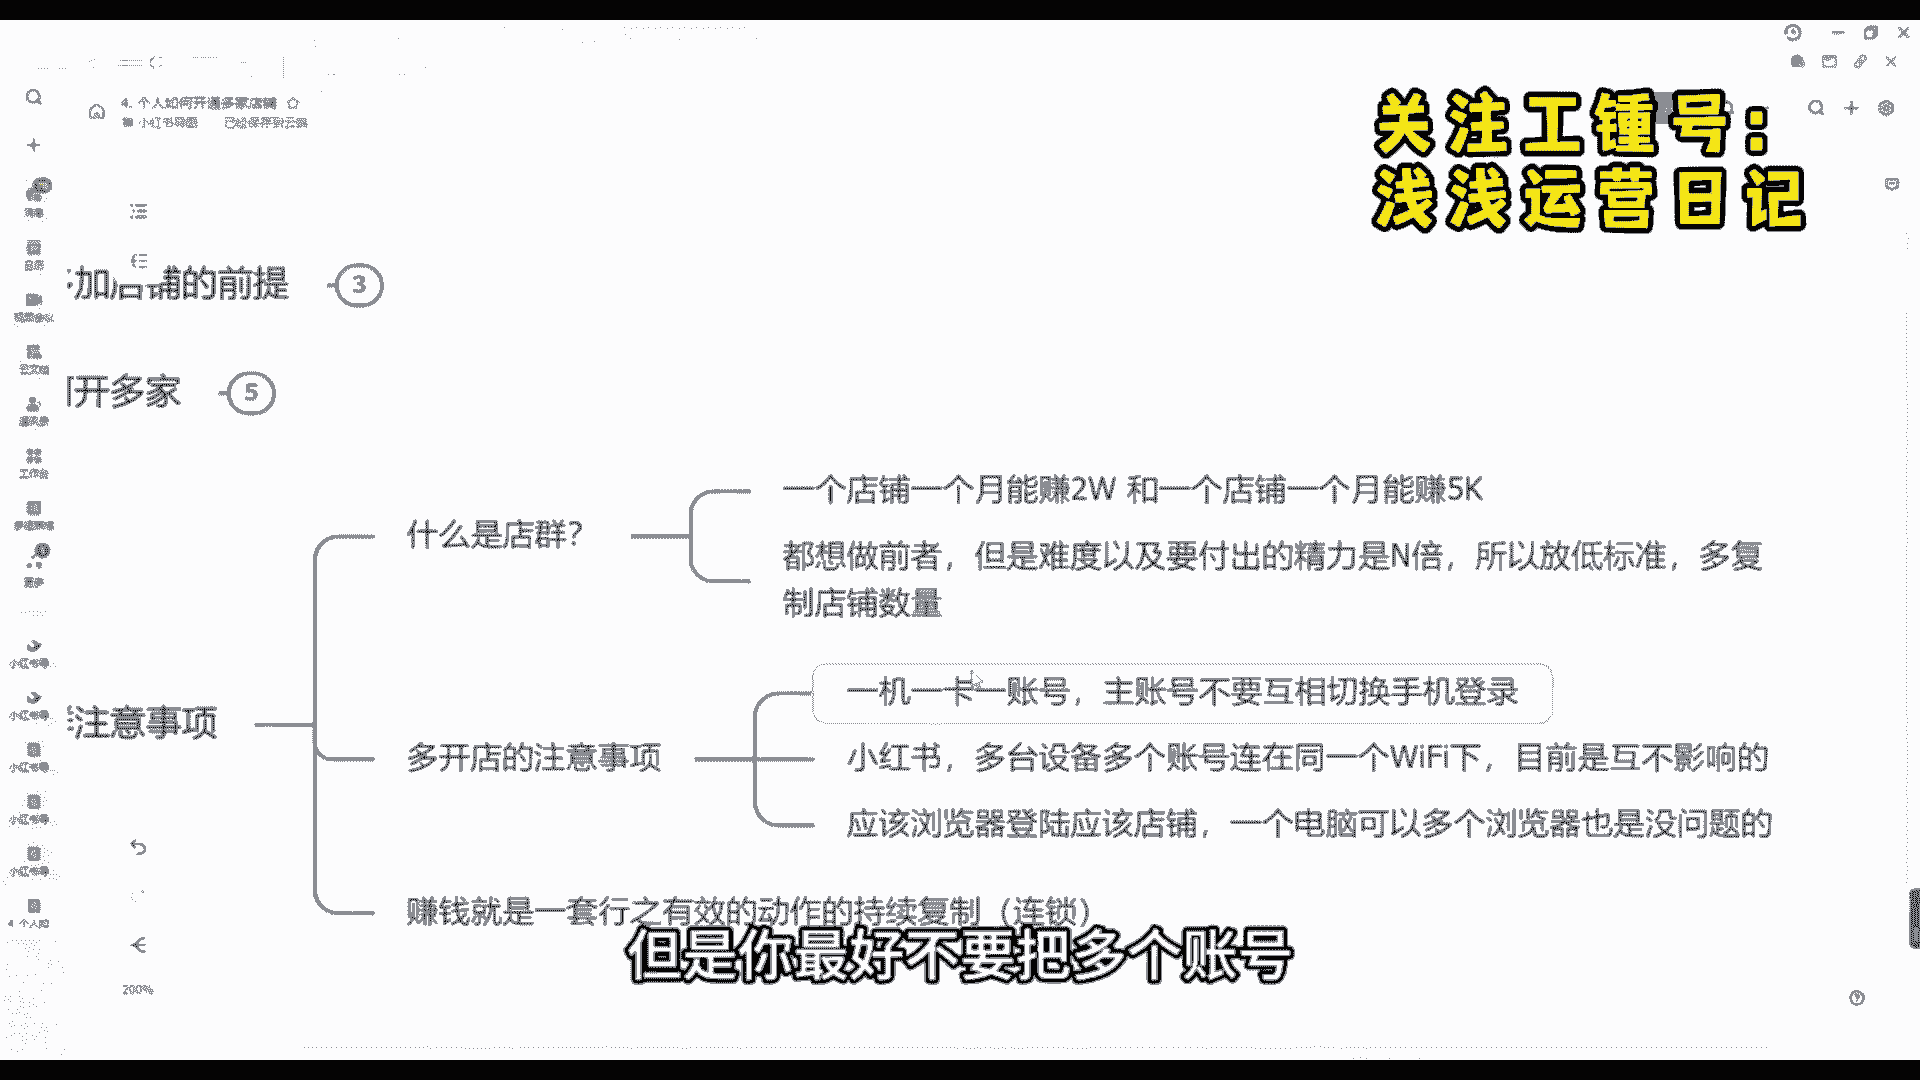 关注工锺号：
浅浅运营日记
4. 个人如何开通多家店铺
小红书导图 已经保存到云端
加店铺的前提 3
开多家 5
什么是店群？
一个店铺一个月能赚2W 和一个店铺一个月能赚5K
都想做前者，但是难度以及要付出的精力是N倍，所以放低标准，多复
制店铺数量
注意事项
多开店的注意事项
一机一卡一账号，主账号不要互相切换手机登录
小红书，多台设备多个账号连在同一个WiFi下，目前是互不影响的
应该浏览器登陆应该店铺，一个电脑可以多个浏览器也是没问题的
赚钱就是一套行之有效的动作的持续复制（连锁）
但是你最好不要把多个账号
200%